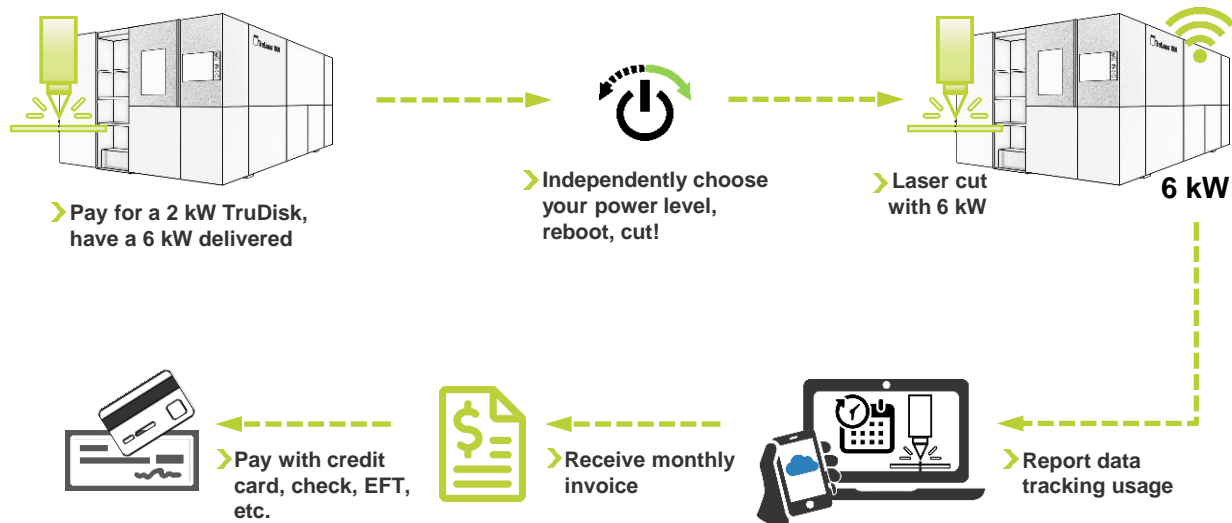 Pay for a 2 kW TruDisk,
have a 6 kW delivered
Independently choose
your power level,
reboot, cut!
Laser cut
with 6 kW
6 kW
Report data
tracking usage
Receive monthly
invoice
Pay with credit
card, check, EFT,
etc.
$